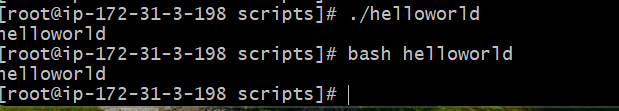 [root@ip-172-31-3-198 scripts]# ./helloworld
helloworld
[root@ip-172-31-3-198 scripts]# bash helloworld
helloworld
[root@ip-172-31-3-198 scripts]#